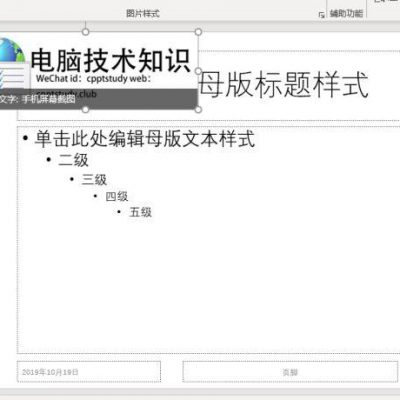 图片样式
辅助功能
电脑技术知识
WeChat id: cpptstudy web:
文字: 手机屏幕截图
母版标题样式
• 单击此处编辑母版文本样式
• 二级
• 三级
• 四级
• 五级
2019年10月19日
页脚